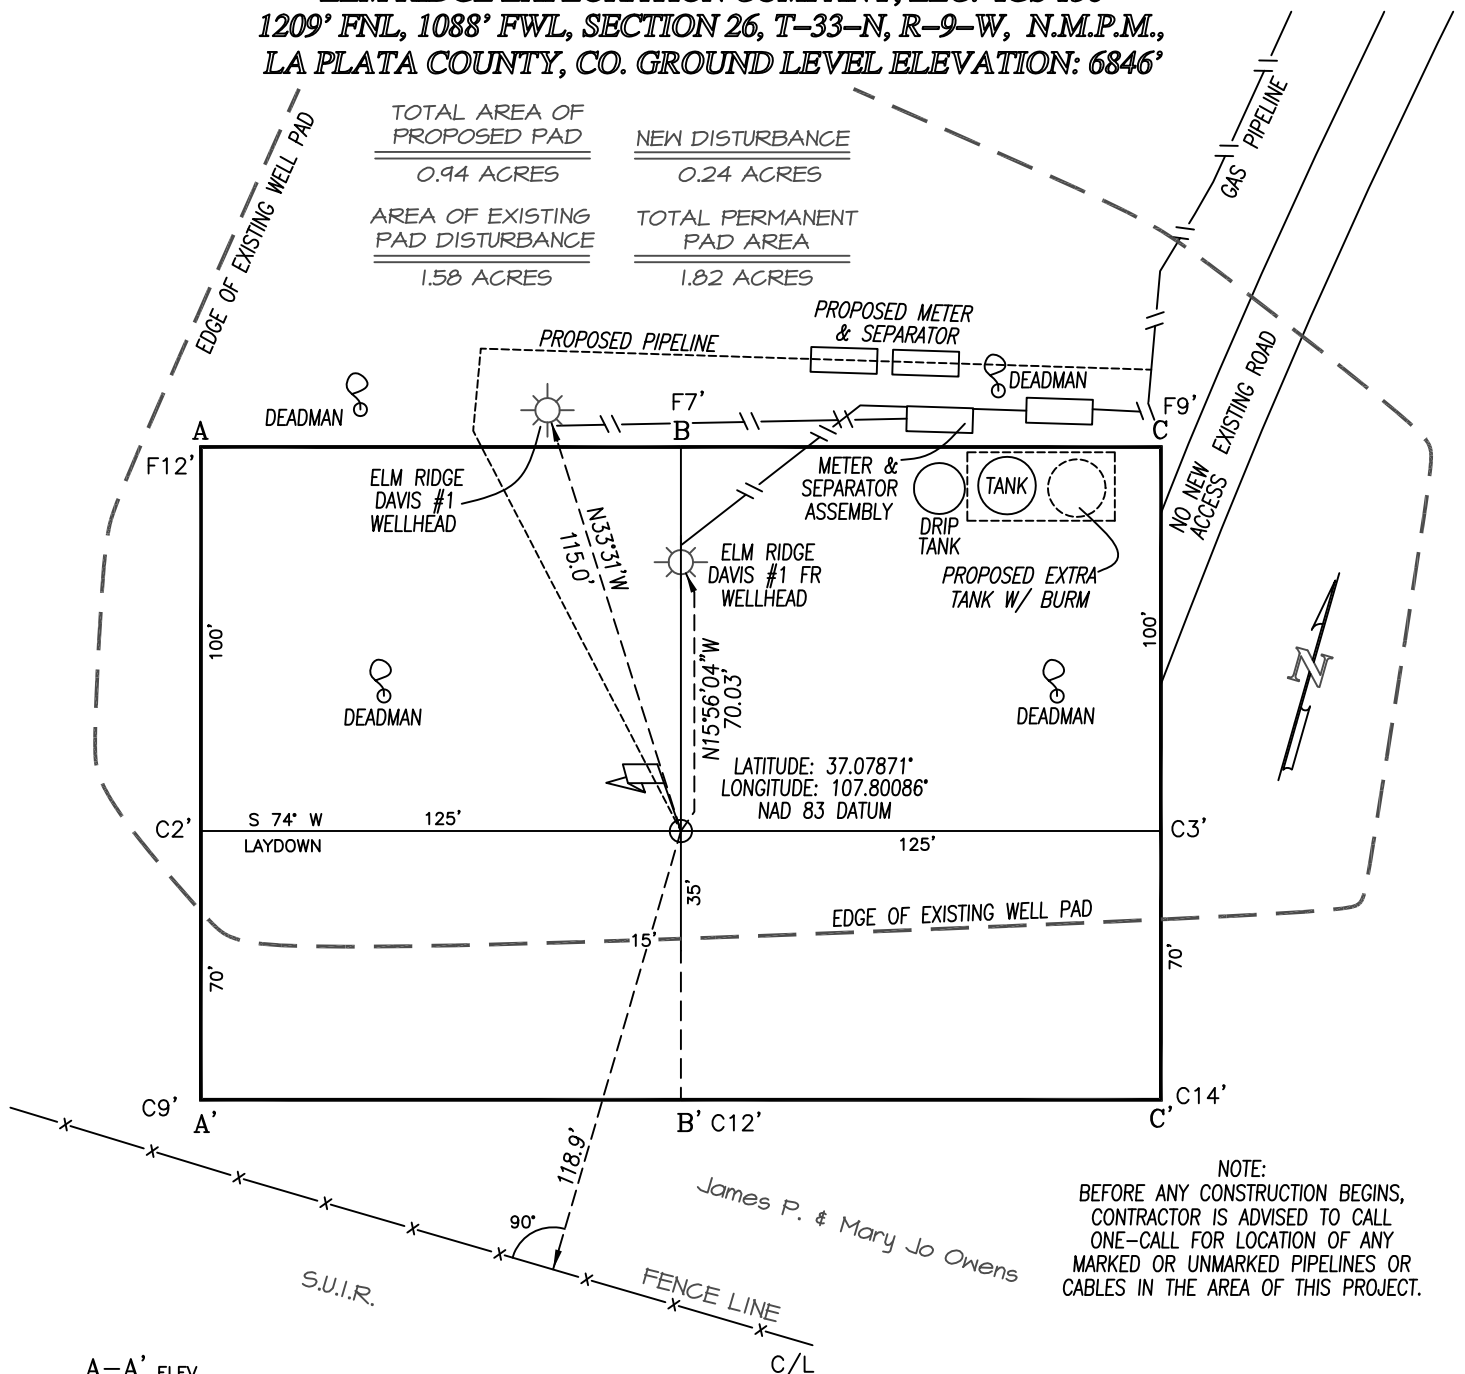 1209' FNL, 1088' FWL, SECTION 26, T-33-N, R-9-W, N.M.P.M.,
LA PLATA COUNTY, CO. GROUND LEVEL ELEVATION: 6846'
TOTAL AREA OF
PROPOSED PAD
0.94 ACRES
NEW DISTURBANCE
0.24 ACRES
AREA OF EXISTING
PAD DISTURBANCE
1.58 ACRES
TOTAL PERMANENT
PAD AREA
1.82 ACRES
EDGE OF EXISTING WELL PAD
GAS PIPELINE
PROPOSED PIPELINE
PROPOSED METER
& SEPARATOR
DEADMAN
DEADMAN
NO NEW EXISTING ROAD
ACCESS
A
F7'
B
F9'
C
F12'
ELM RIDGE
DAVIS #1
WELLHEAD
N33°31'W
115.0'
METER &
SEPARATOR
ASSEMBLY
DRIP
TANK
TANK
PROPOSED EXTRA
TANK W/ BURM
ELM RIDGE
DAVIS #1 FR
WELLHEAD
100'
100'
N15°56'04"W
70.03'
DEADMAN
DEADMAN
N
LATITUDE: 37.07871°
LONGITUDE: 107.80086°
NAD 83 DATUM
C2'
S 74° W
LAYDOWN
125'
125'
C3'
35'
EDGE OF EXISTING WELL PAD
15'
70'
70'
C9'
A'
B' C12'
C14'
C'
118.9'
90°
James P. & Mary Jo Owens
S.U.I.R.
FENCE LINE
C/L
NOTE:
BEFORE ANY CONSTRUCTION BEGINS,
CONTRACTOR IS ADVISED TO CALL
ONE-CALL FOR LOCATION OF ANY
MARKED OR UNMARKED PIPELINES OR
CABLES IN THE AREA OF THIS PROJECT.
A-A' ELEV